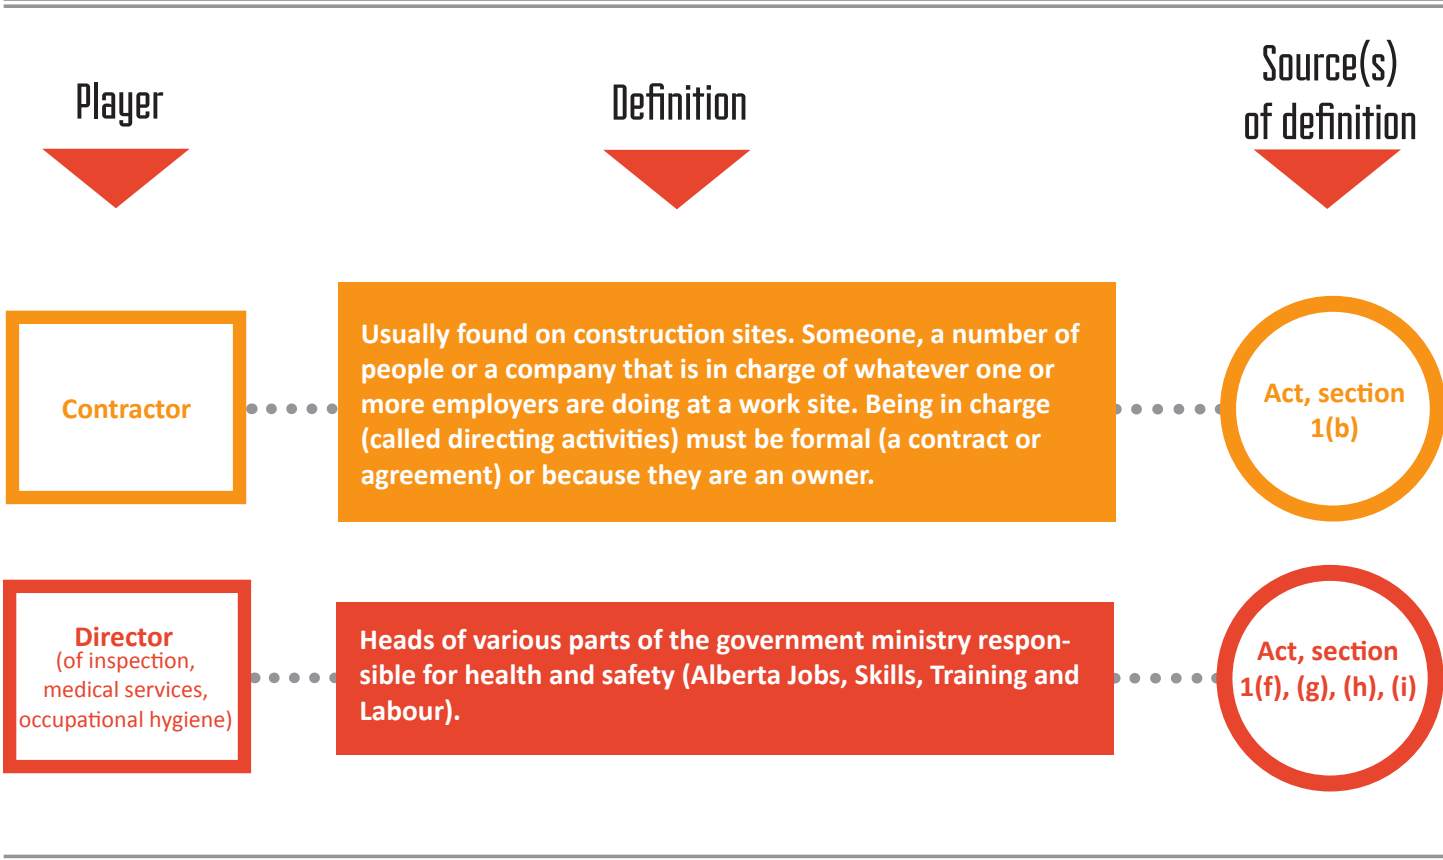 Player
Definition
Source(s)
of definition
Contractor
Usually found on construction sites. Someone, a number of
people or a company that is in charge of whatever one or
more employers are doing at a work site. Being in charge
(called directing activities) must be formal (a contract or
agreement) or because they are an owner.
Act, section
1(b)
Director
(of inspection,
medical services,
occupational hygiene)
Heads of various parts of the government ministry respon-
sible for health and safety (Alberta Jobs, Skills, Training and
Labour).
Act, section
1(f), (g), (h), (i)